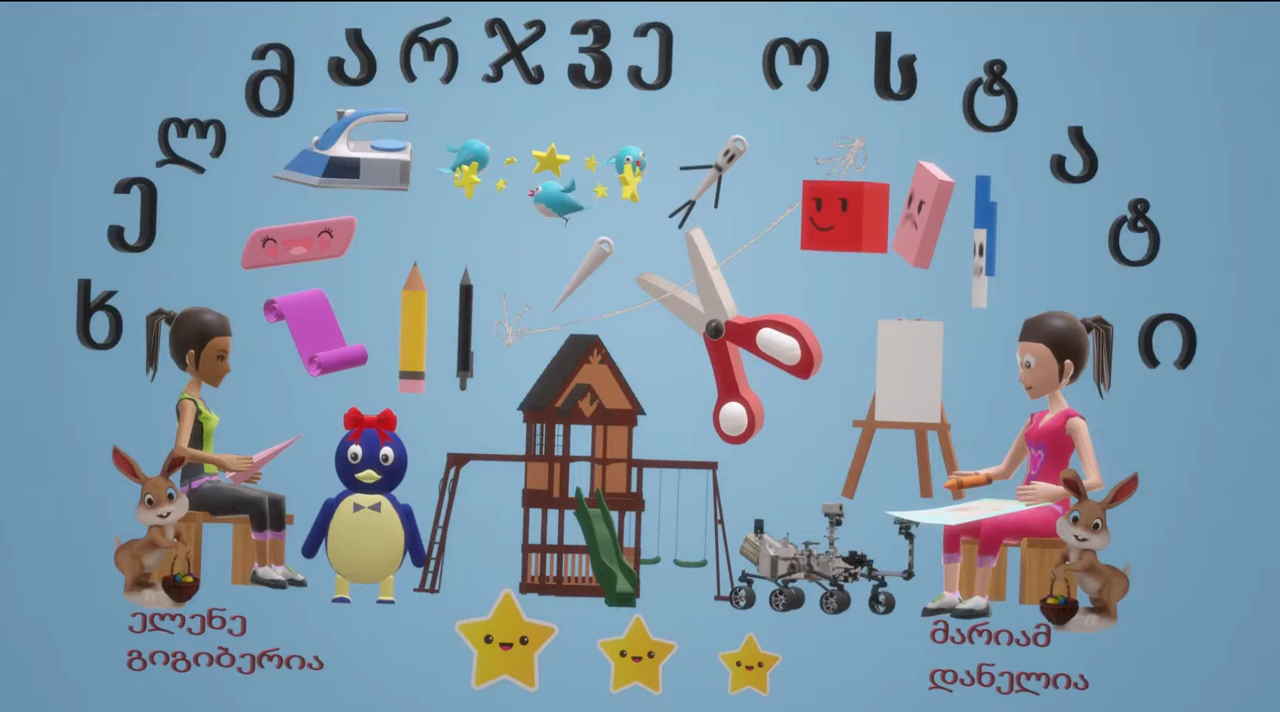 ხელმარჯვე ოსტატი
ელენე
გიგიბერია
მარიამ
დანელია